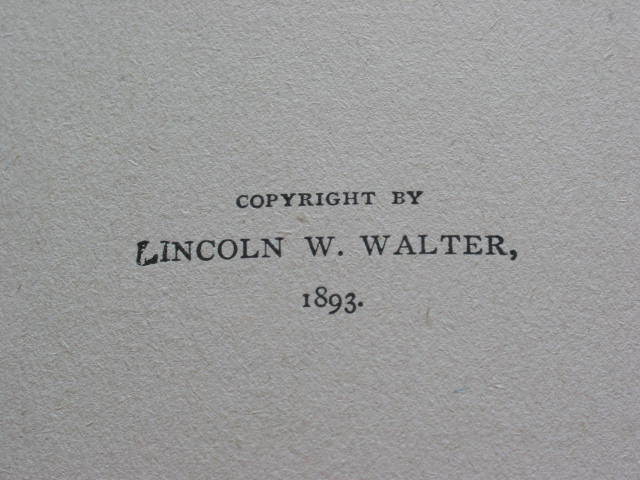 COPYRIGHT BY
LINCOLN W. WALTER,
1893.